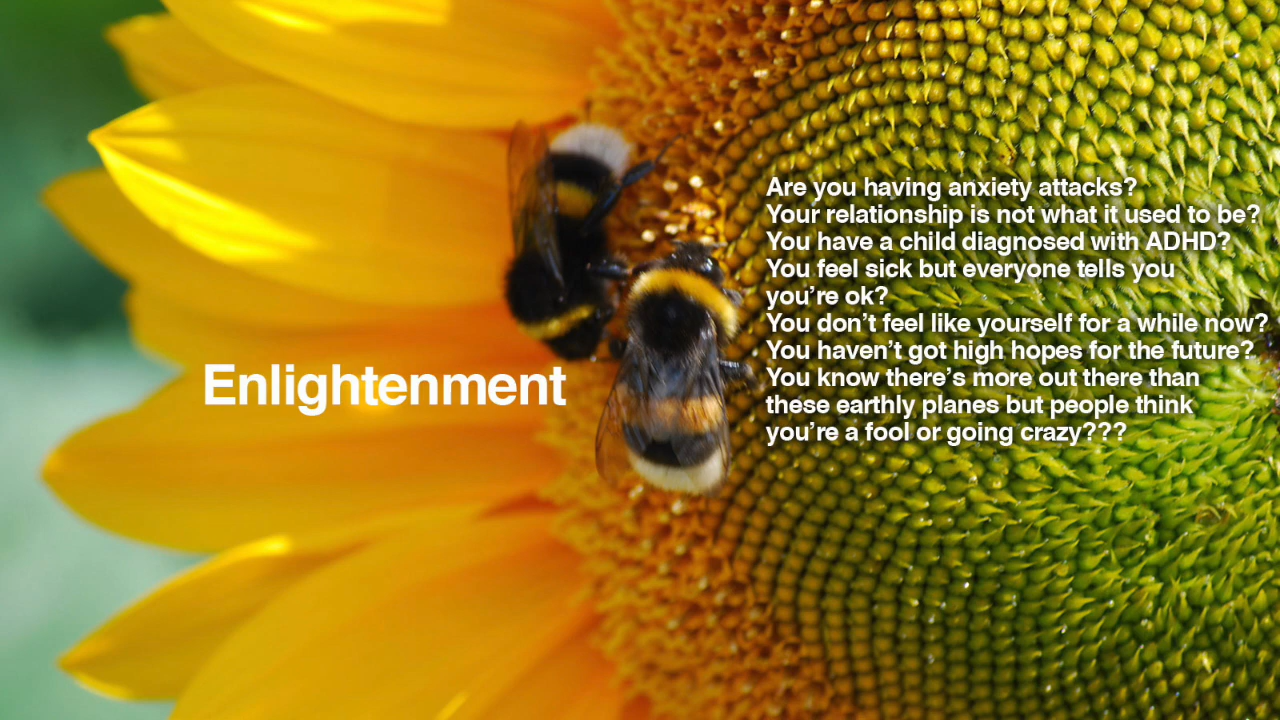 Enlightenment
Are you having anxiety attacks?
Your relationship is not what it used to be?
You have a child diagnosed with ADHD?
You feel sick but everyone tells you
you’re ok?
You don’t feel like yourself for a while now?
You haven’t got high hopes for the future?
You know there’s more out there than
these earthly planes but people think
you’re a fool or going crazy???